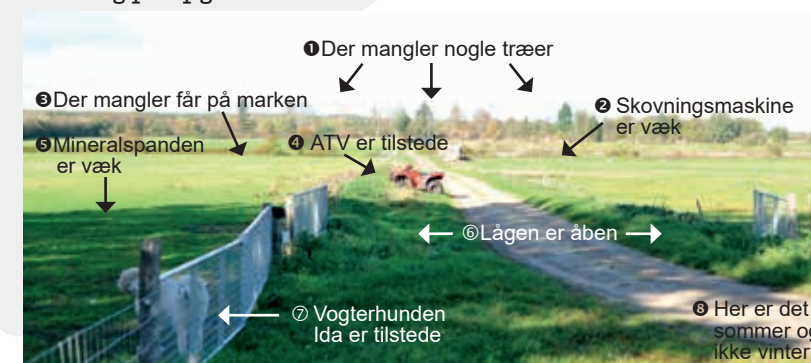 ❶Der mangler nogle træer
❸Der mangler får på marken
❷ Skovningsmaskine
er væk
❺Mineralspanden
er væk
❹ ATV er tilstede
⑥Lågen er åben
⑦ Vogterhunden
Ida er tilstede
❽ Her er det
sommer og
ikke vinter